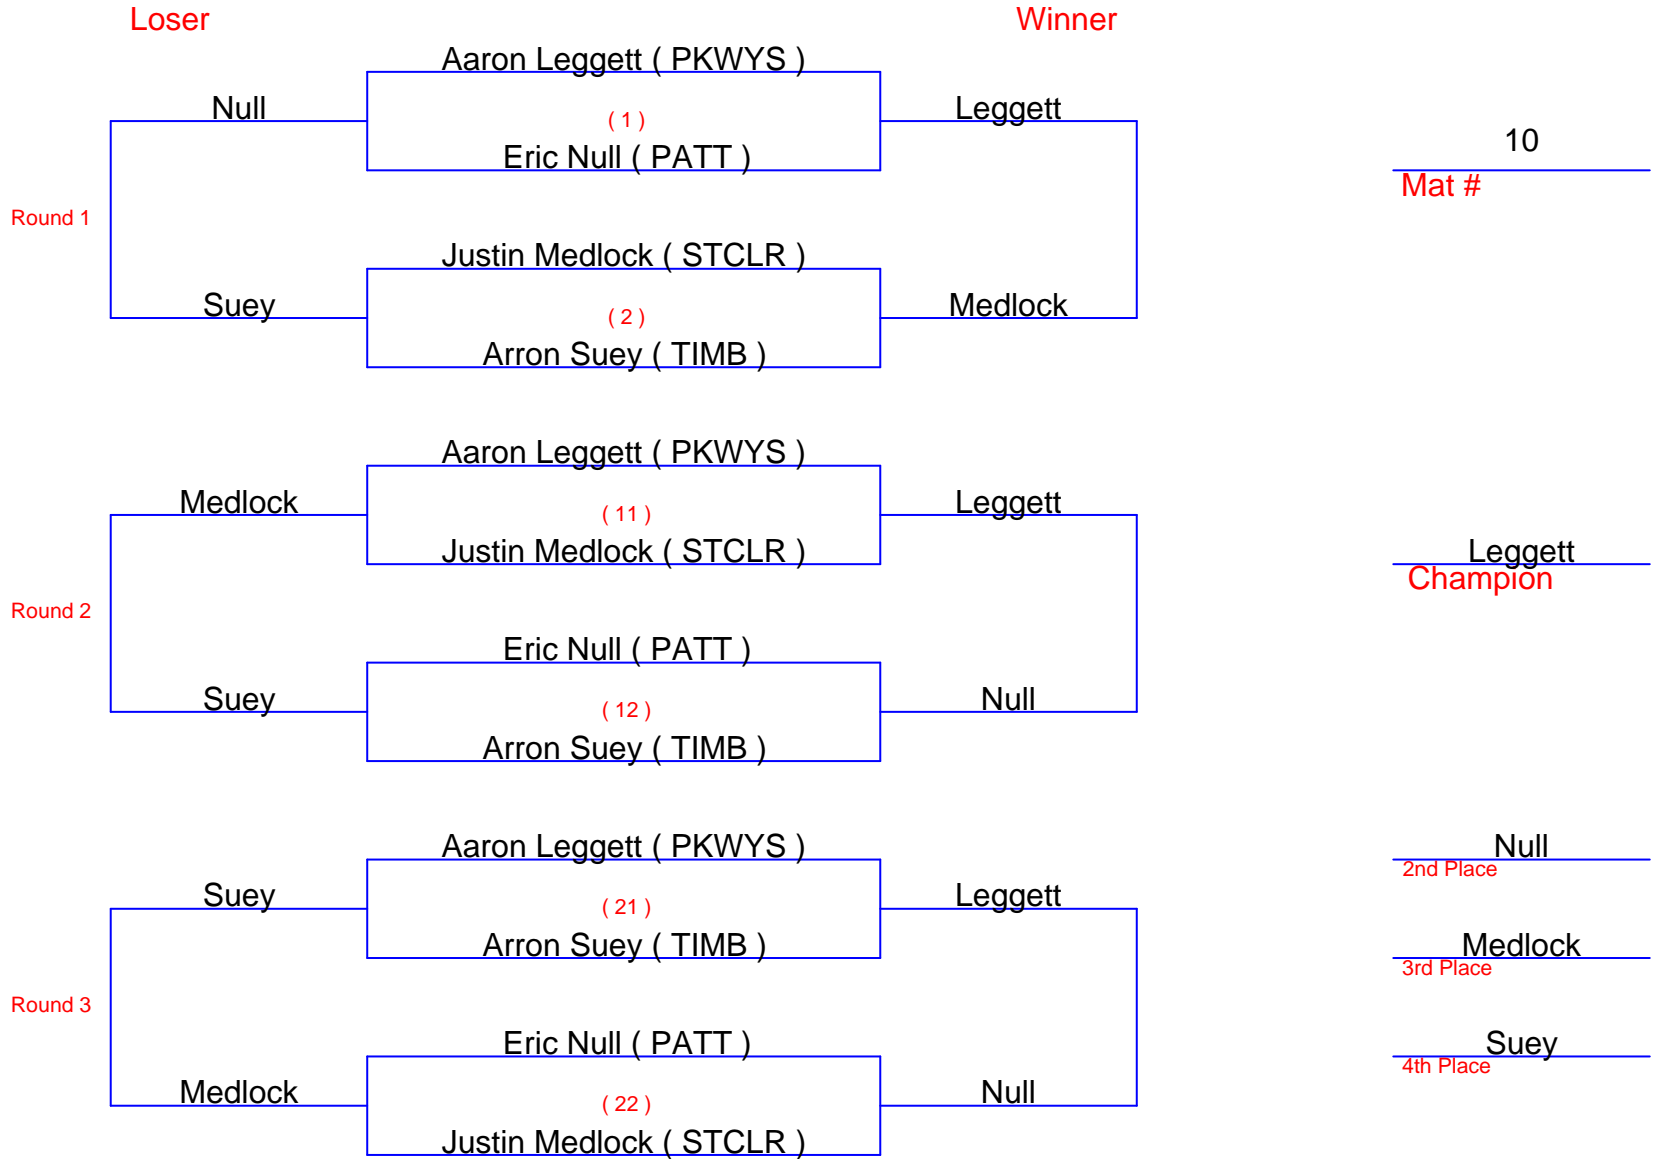 Loser
Winner
Aaron Leggett ( PKWYS )
Null
( 1 )
Leggett
Eric Null ( PATT )
10
Mat #
Round 1
Justin Medlock ( STCLR )
Suey
( 2 )
Medlock
Arron Suey ( TIMB )
Aaron Leggett ( PKWYS )
Medlock
( 11 )
Leggett
Justin Medlock ( STCLR )
Leggett
Champion
Round 2
Eric Null ( PATT )
Suey
( 12 )
Null
Arron Suey ( TIMB )
Aaron Leggett ( PKWYS )
Null
2nd Place
Suey
( 21 )
Leggett
Arron Suey ( TIMB )
Medlock
3rd Place
Round 3
Eric Null ( PATT )
Suey
4th Place
Medlock
( 22 )
Null
Justin Medlock ( STCLR )